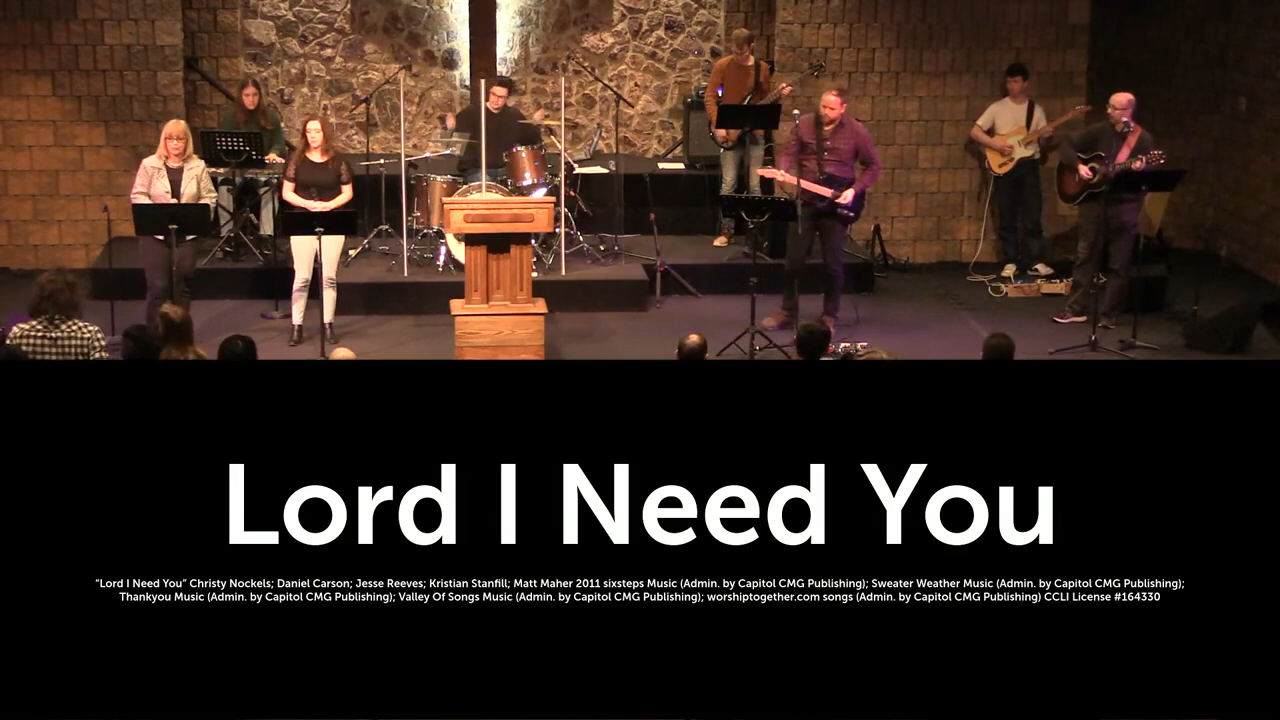 Lord I Need You
“Lord I Need You” Christy Nockels; Daniel Carson; Jesse Reeves; Kristian Stanfill; Matt Maher 2011 sixsteps Music (Admin. by Capitol CMG Publishing); Sweater Weather Music (Admin. by Capitol CMG Publishing);
Thankyou Music (Admin. by Capitol CMG Publishing); Valley Of Songs Music (Admin. by Capitol CMG Publishing); worshiptogether.com songs (Admin. by Capitol CMG Publishing) CCLI License #164330